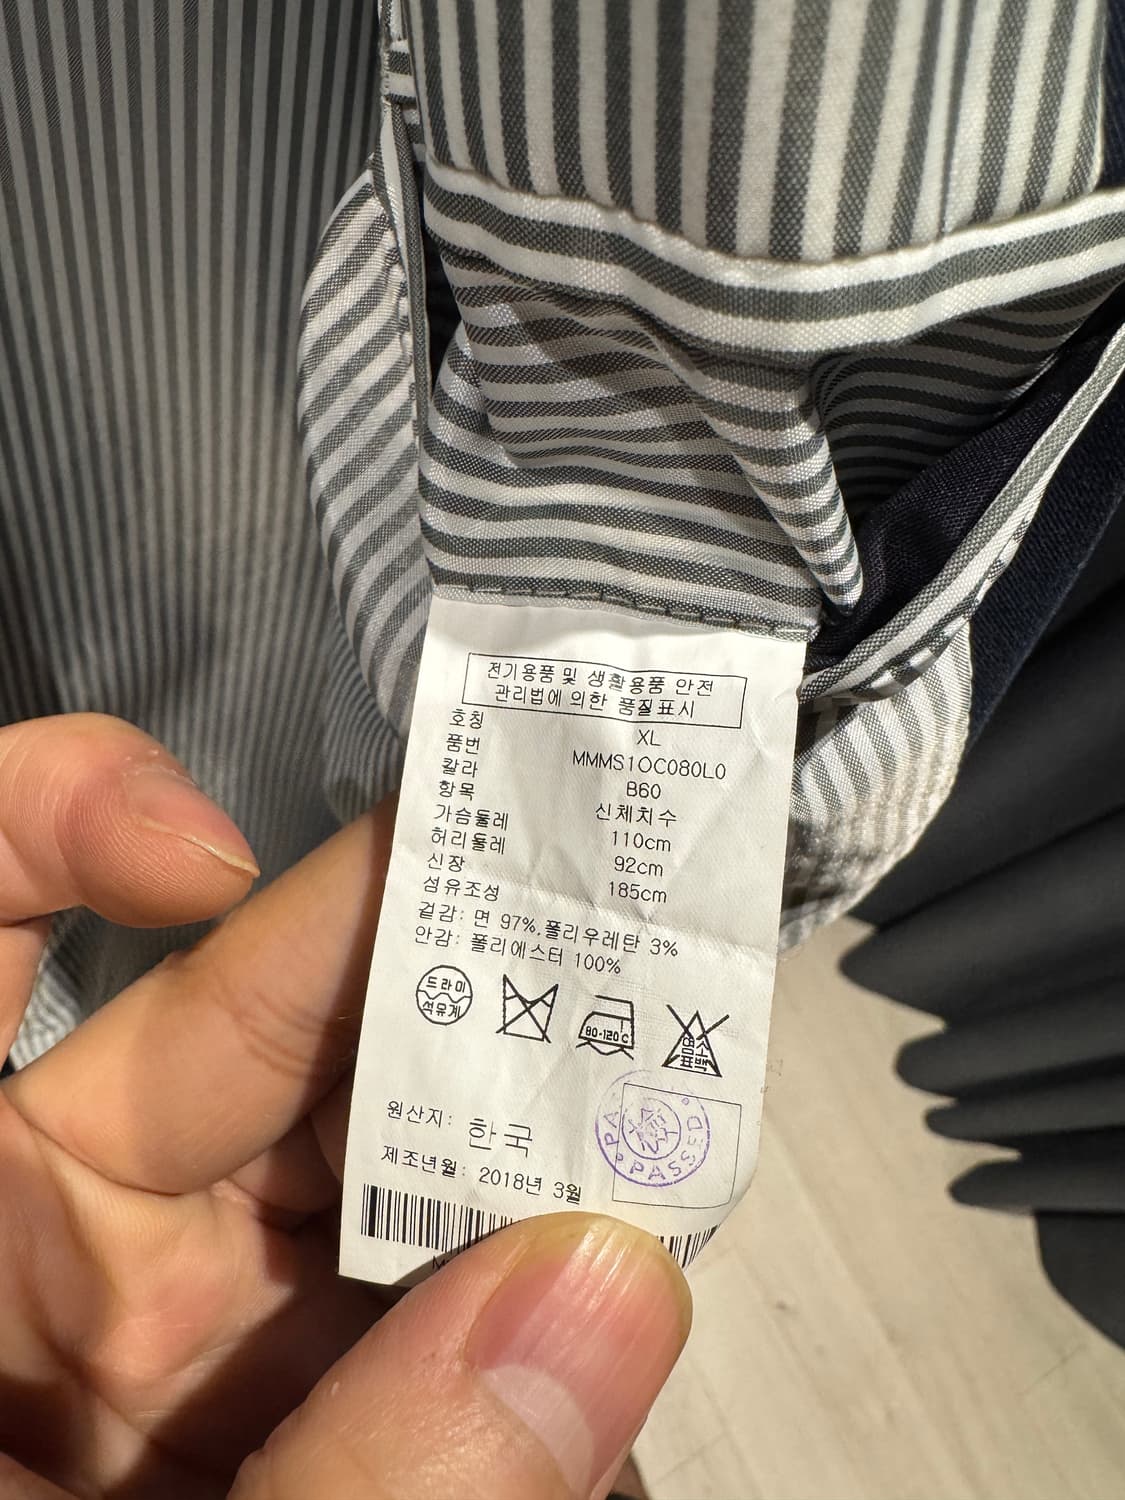 전기용품 및 생활용품 안전
관리법에 의한 품질표시
호칭 XL
품번 MMMS1OC080L0
칼라 B60
항목 신체치수
가슴둘레 110cm
허리둘레 92cm
신장 185cm
섬유조성
겉감: 면 97%.폴리우레탄 3%
안감: 폴리에스터 100%
드라이
석유계
80-120℃
염소
표백
원산지: 한국
제조년월: 2018년 3월
PASSED